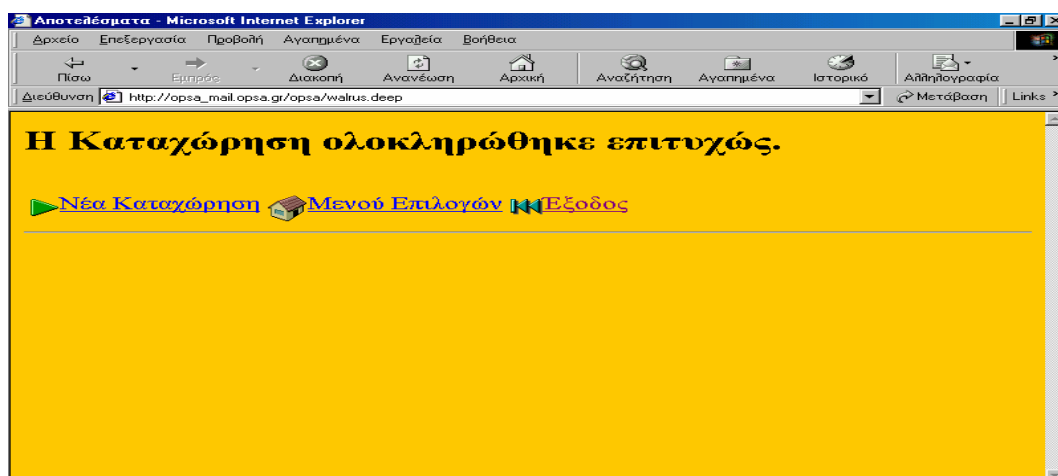 Αποτελέσματα - Microsoft Internet Explorer
Αρχείο Επεξεργασία Προβολή Αγαπημένα Εργαλεία Βοήθεια
Πίσω Εμπρός Διακοπή Ανανέωση Αρχική Αναζήτηση Αγαπημένα Ιστορικό Αλληλογραφία
Διεύθυνση http://opsa_mail.opsa.gr/opsa/walrus.deep Μετάβαση Links
Η Καταχώρηση ολοκληρώθηκε επιτυχώς.
Νέα Καταχώρηση Μενού Επιλογών Έξοδος